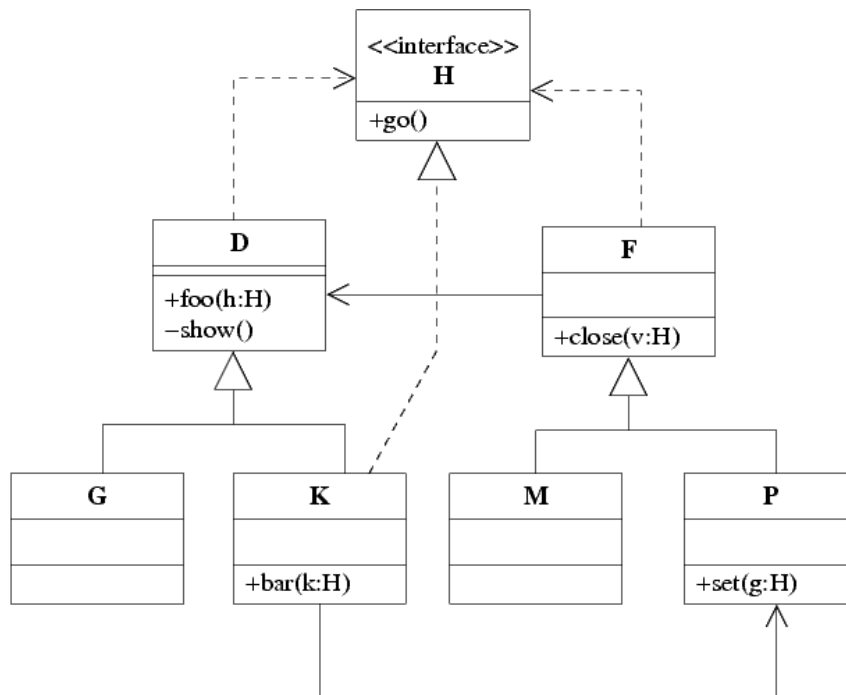 <<interface>>
H
+go()
D
+foo(h:H)
−show()
F
+close(v:H)
G
K
+bar(k:H)
M
P
+set(g:H)